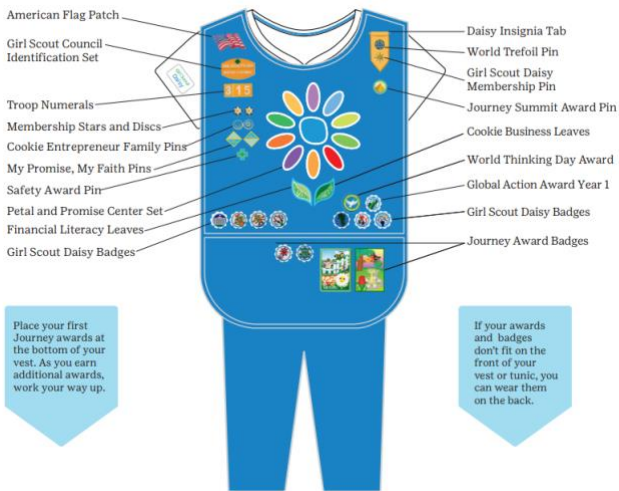 American Flag Patch
Girl Scout Council
Identification Set
Troop Numerals
Membership Stars and Discs
Cookie Entrepreneur Family Pins
My Promise, My Faith Pins
Safety Award Pin
Petal and Promise Center Set
Financial Literacy Leaves
Girl Scout Daisy Badges
315
Daisy Insignia Tab
World Trefoil Pin
Girl Scout Daisy
Membership Pin
Journey Summit Award Pin
Cookie Business Leaves
World Thinking Day Award
Global Action Award Year 1
Girl Scout Daisy Badges
Journey Award Badges
Place your first
Journey awards at
the bottom of your
vest. As you earn
additional awards,
work your way up.
If your awards
and badges
don't fit on the
front of your
vest or tunic, you
can wear them
on the back.